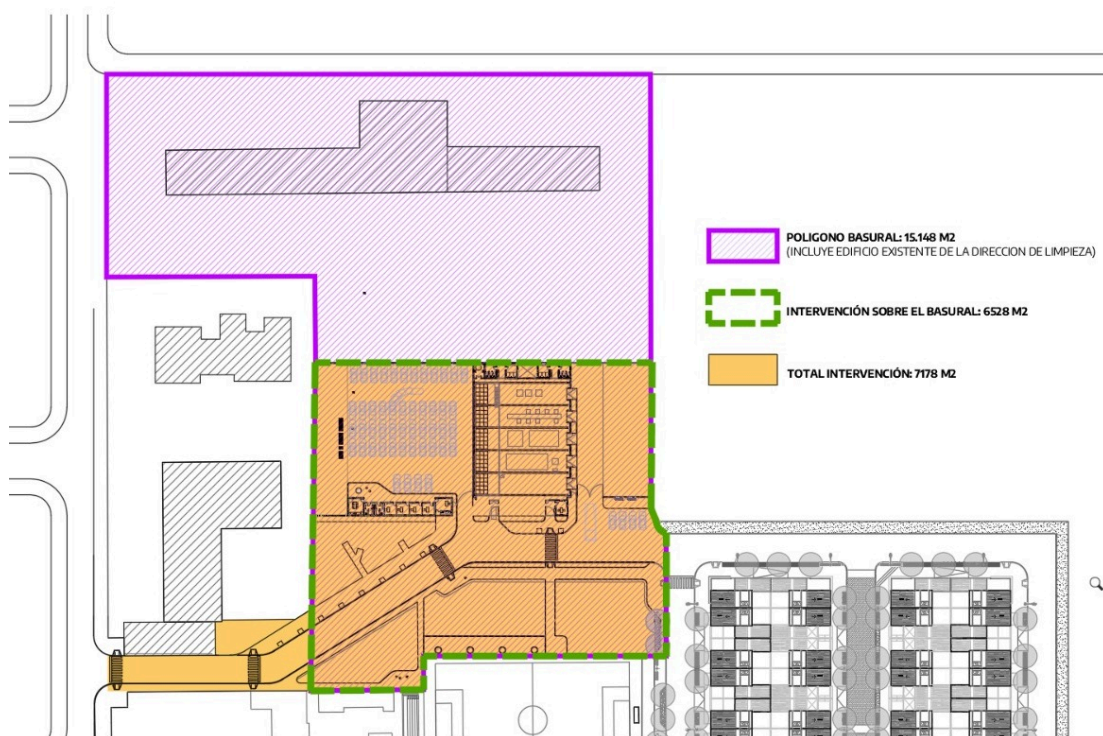 POLIGONO BASURAL: 15.148 M2
(INCLUYE EDIFICIO EXISTENTE DE LA DIRECCION DE LIMPIEZA)
INTERVENCIÓN SOBRE EL BASURAL: 6528 M2
TOTAL INTERVENCIÓN: 7178 M2